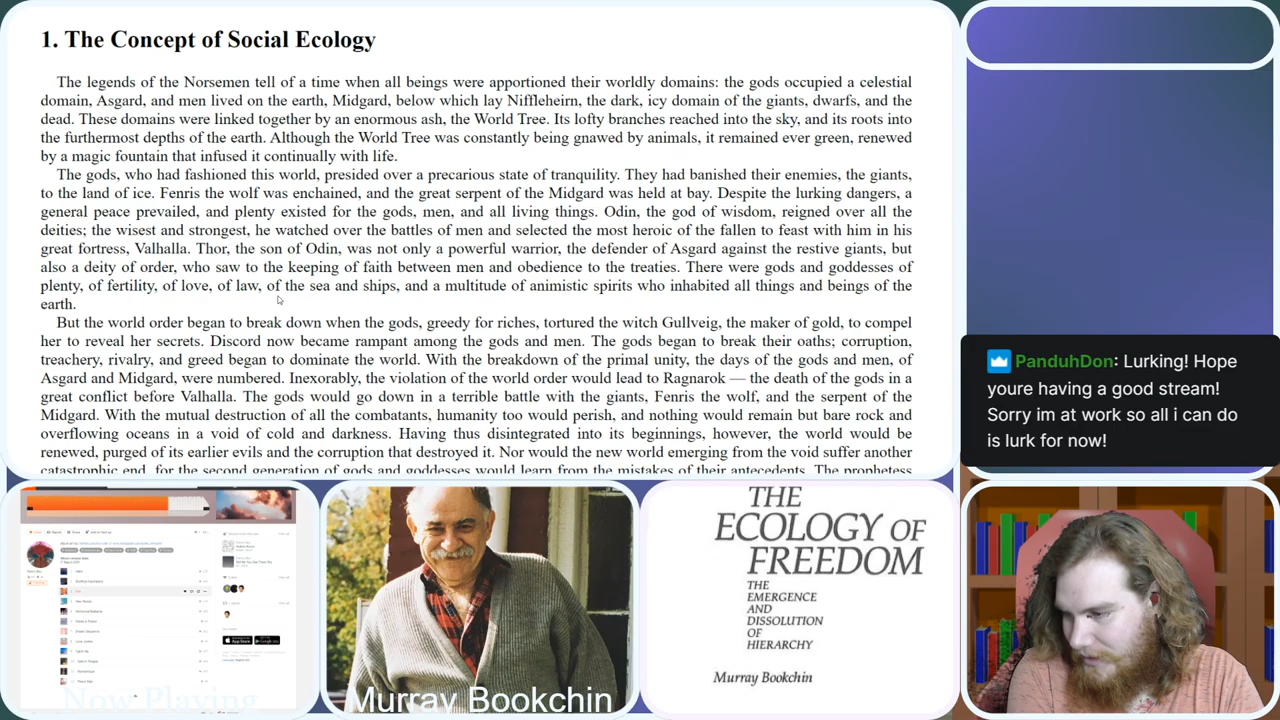 1. The Concept of Social Ecology
The legends of the Norsemen tell of a time when all beings were apportioned their worldly domains: the gods occupied a celestial
domain, Asgard, and men lived on the earth, Midgard, below which lay Niffleheirn, the dark, icy domain of the giants, dwarfs, and the
dead. These domains were linked together by an enormous ash, the World Tree. Its lofty branches reached into the sky, and its roots into
the furthermost depths of the earth. Although the World Tree was constantly being gnawed by animals, it remained ever green, renewed
by a magic fountain that infused it continually with life.
The gods, who had fashioned this world, presided over a precarious state of tranquility. They had banished their enemies, the giants,
to the land of ice. Fenris the wolf was enchained, and the great serpent of the Midgard was held at bay. Despite the lurking dangers, a
general peace prevailed, and plenty existed for the gods, men, and all living things. Odin, the god of wisdom, reigned over all the
deities; the wisest and strongest, he watched over the battles of men and selected the most heroic of the fallen to feast with him in his
great fortress, Valhalla. Thor, the son of Odin, was not only a powerful warrior, the defender of Asgard against the restive giants, but
also a deity of order, who saw to the keeping of faith between men and obedience to the treaties. There were gods and goddesses of
plenty, of fertility, of love, of law, of the sea and ships, and a multitude of animistic spirits who inhabited all things and beings of the
earth.
But the world order began to break down when the gods, greedy for riches, tortured the witch Gullveig, the maker of gold, to compel
her to reveal her secrets. Discord now became rampant among the gods and men. The gods began to break their oaths; corruption,
treachery, rivalry, and greed began to dominate the world. With the breakdown of the primal unity, the days of the gods and men, of
Asgard and Midgard, were numbered. Inexorably, the violation of the world order would lead to Ragnarok — the death of the gods in a
great conflict before Valhalla. The gods would go down in a terrible battle with the giants, Fenris the wolf, and the serpent of the
Midgard. With the mutual destruction of all the combatants, humanity too would perish, and nothing would remain but bare rock and
overflowing oceans in a void of cold and darkness. Having thus disintegrated into its beginnings, however, the world would be
renewed, purged of its earlier evils and the corruption that destroyed it. Nor would the new world emerging from the void suffer another
catastrophic end, for the second generation of gods and goddesses would learn from the mistakes of their antecedents. The prophetess
PanduhDon: Lurking! Hope
youre having a good stream!
Sorry im at work so all i can do
is lurk for now!
Now Playing
Murray Bookchin
THE
ECOLOGY OF
FREEDOM
THE
EMERGENCE
AND
DISSOLUTION
OF
HIERARCHY
Murray Bookchin